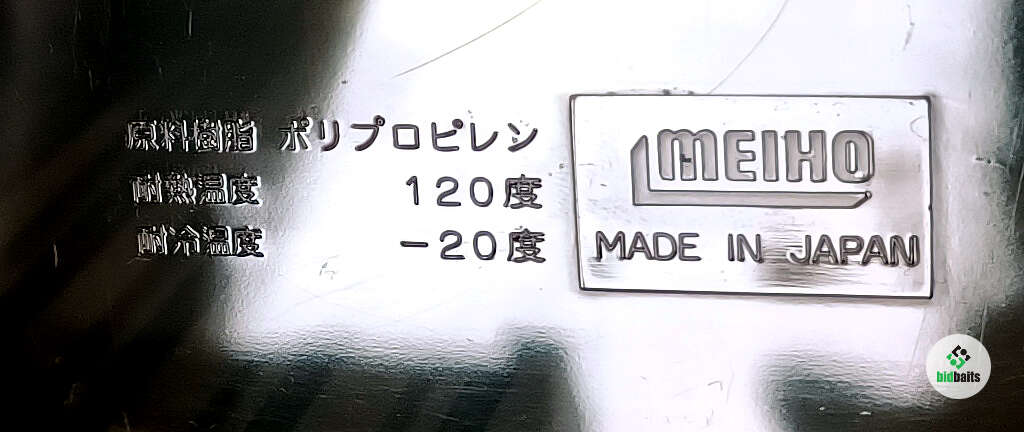 原料樹脂 ポリプロピレン
耐熱温度 120度
耐冷温度 -20度
MEIHO
MADE IN JAPAN
bidbaits